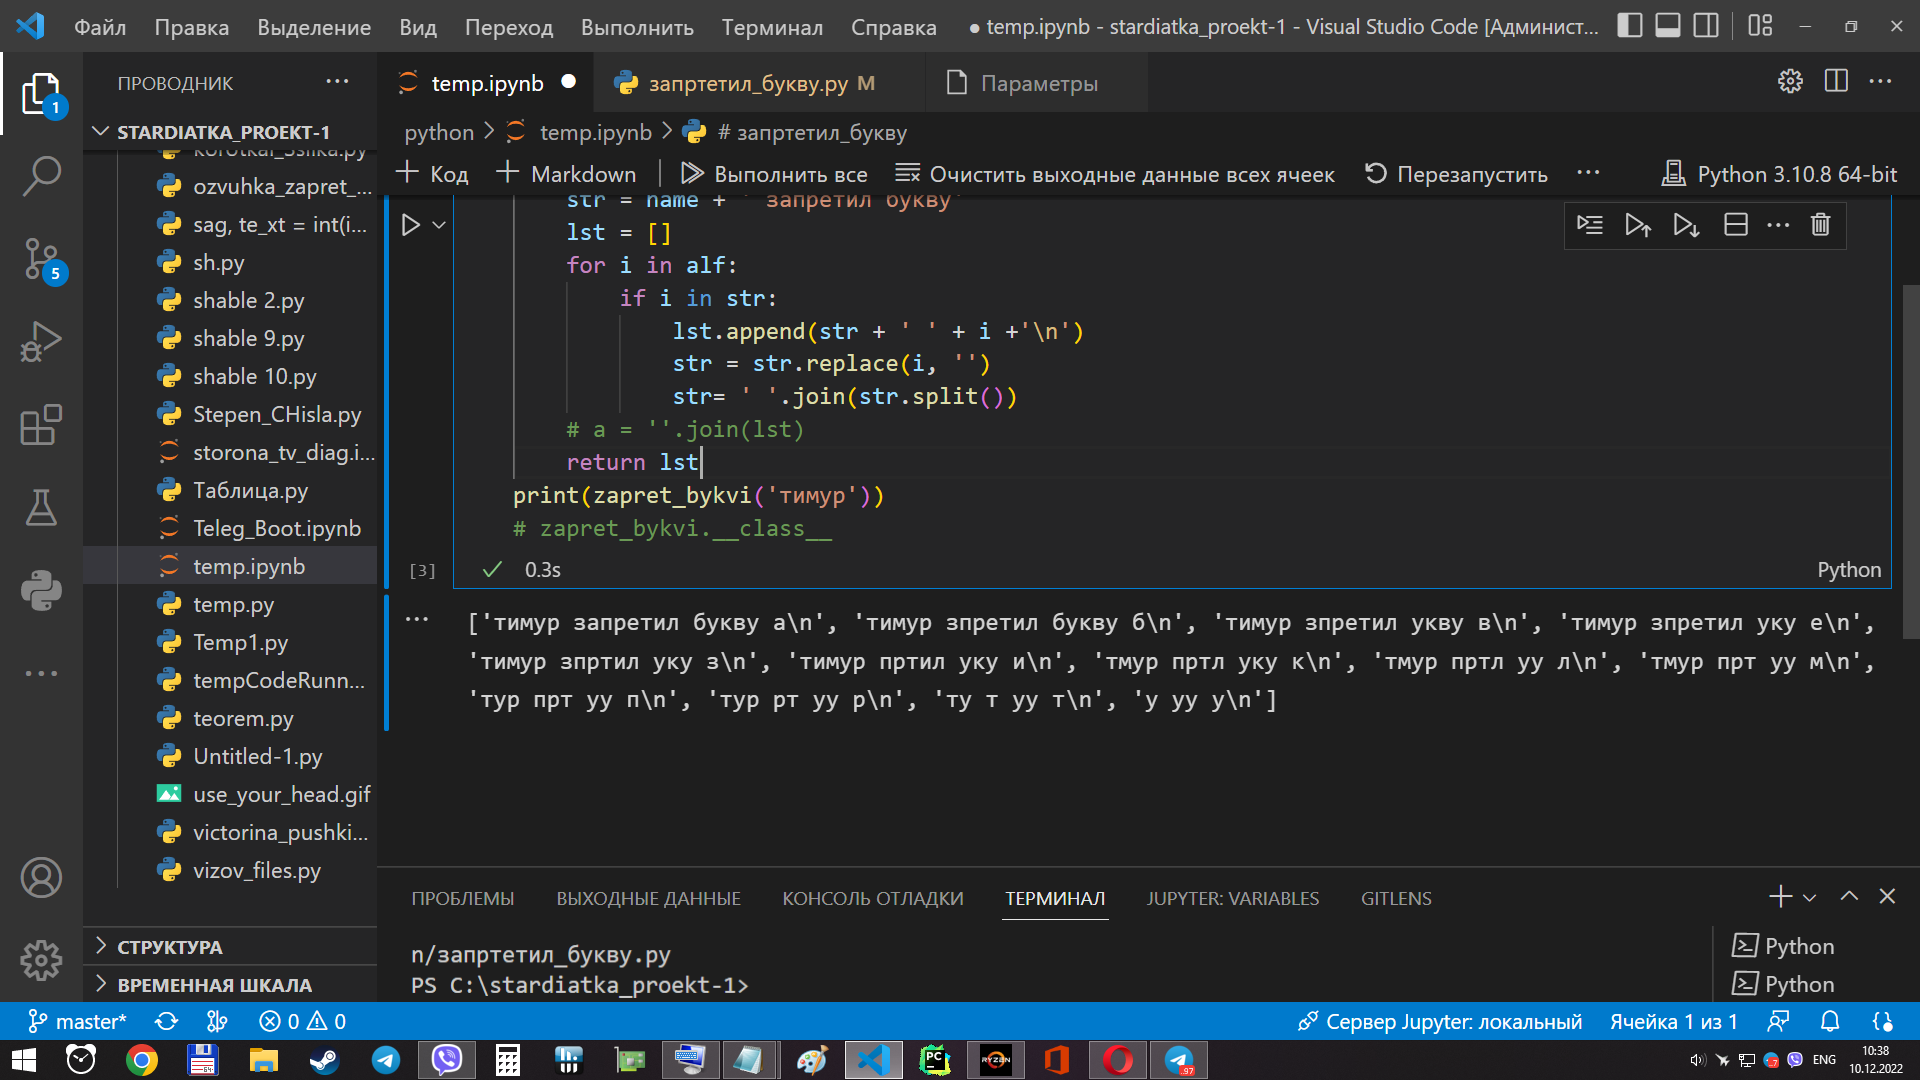 Файл Правка Выделение Вид Переход Выполнить Терминал Справка ● temp.ipynb - stardiatka_proekt-1 - Visual Studio Code [Админист...
ПРОВОДНИК ...
1
STARDIATKA_PROEKT-1
korotkai_ssilka.py
ozvuhka_zapret_...
sag, te_xt = int(i...
sh.py
5
shable 2.py
shable 9.py
shable 10.py
Stepen_CHisla.py
storona_tv_diag.i...
Таблица.py
Teleg_Boot.ipynb
temp.ipynb
temp.py
Temp1.py
tempCodeRunn...
teorem.py
Untitled-1.py
use_your_head.gif
victorina_pushki...
vizov_files.py
СТРУКТУРА
ВРЕМЕННАЯ ШКАЛА
temp.ipynb ● запртетил_букву.py M Параметры
python > temp.ipynb > # запртетил_букву
+ Код + Markdown | Выполнить все Очистить выходные данные всех ячеек Перезапустить ... Python 3.10.8 64-bit
str = name + ' запретил букву'
lst = []
for i in alf:
if i in str:
lst.append(str + ' ' + i +'\n')
str = str.replace(i, '')
str= ' '.join(str.split())
# a = ''.join(lst)
return lst
print(zapret_bykvi('тимур'))
# zapret_bykvi.__class__
[3] ✓ 0.3s Python
['тимур запретил букву а\n', 'тимур зпретил букву б\n', 'тимур зпретил укву в\n', 'тимур зпретил уку е\n',
'тимур зпртил уку з\n', 'тимур пртил уку и\n', 'тмур пртл уку к\n', 'тмур пртл уу л\n', 'тмур прт уу м\n',
'тур прт уу п\n', 'тур рт уу р\n', 'ту т уу т\n', 'у уу у\n']
ПРОБЛЕМЫ ВЫХОДНЫЕ ДАННЫЕ КОНСОЛЬ ОТЛАДКИ ТЕРМИНАЛ JUPYTER: VARIABLES GITLENS
n/запртетил_букву.py
PS C:\stardiatka_proekt-1>
Python
Python
master* 0 0 Сервер Jupyter: локальный Ячейка 1 из 1
ENG 10:38
10.12.2022